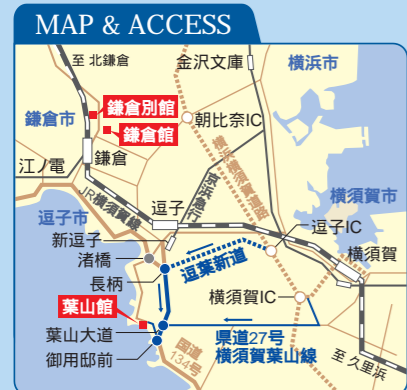 MAP & ACCESS
至 北鎌倉
金沢文庫
横浜市
鎌倉別館
鎌倉市
鎌倉館
朝比奈IC
鎌倉
江ノ電
横浜横須賀道路
京浜急行
JR横須賀線
横須賀市
逗子市
逗子
新逗子
逗子IC
渚橋
横須賀
逗葉新道
長柄
葉山館
横須賀IC
葉山大道
県道27号
横須賀葉山線
御用邸前
国道
134号
至 久里浜